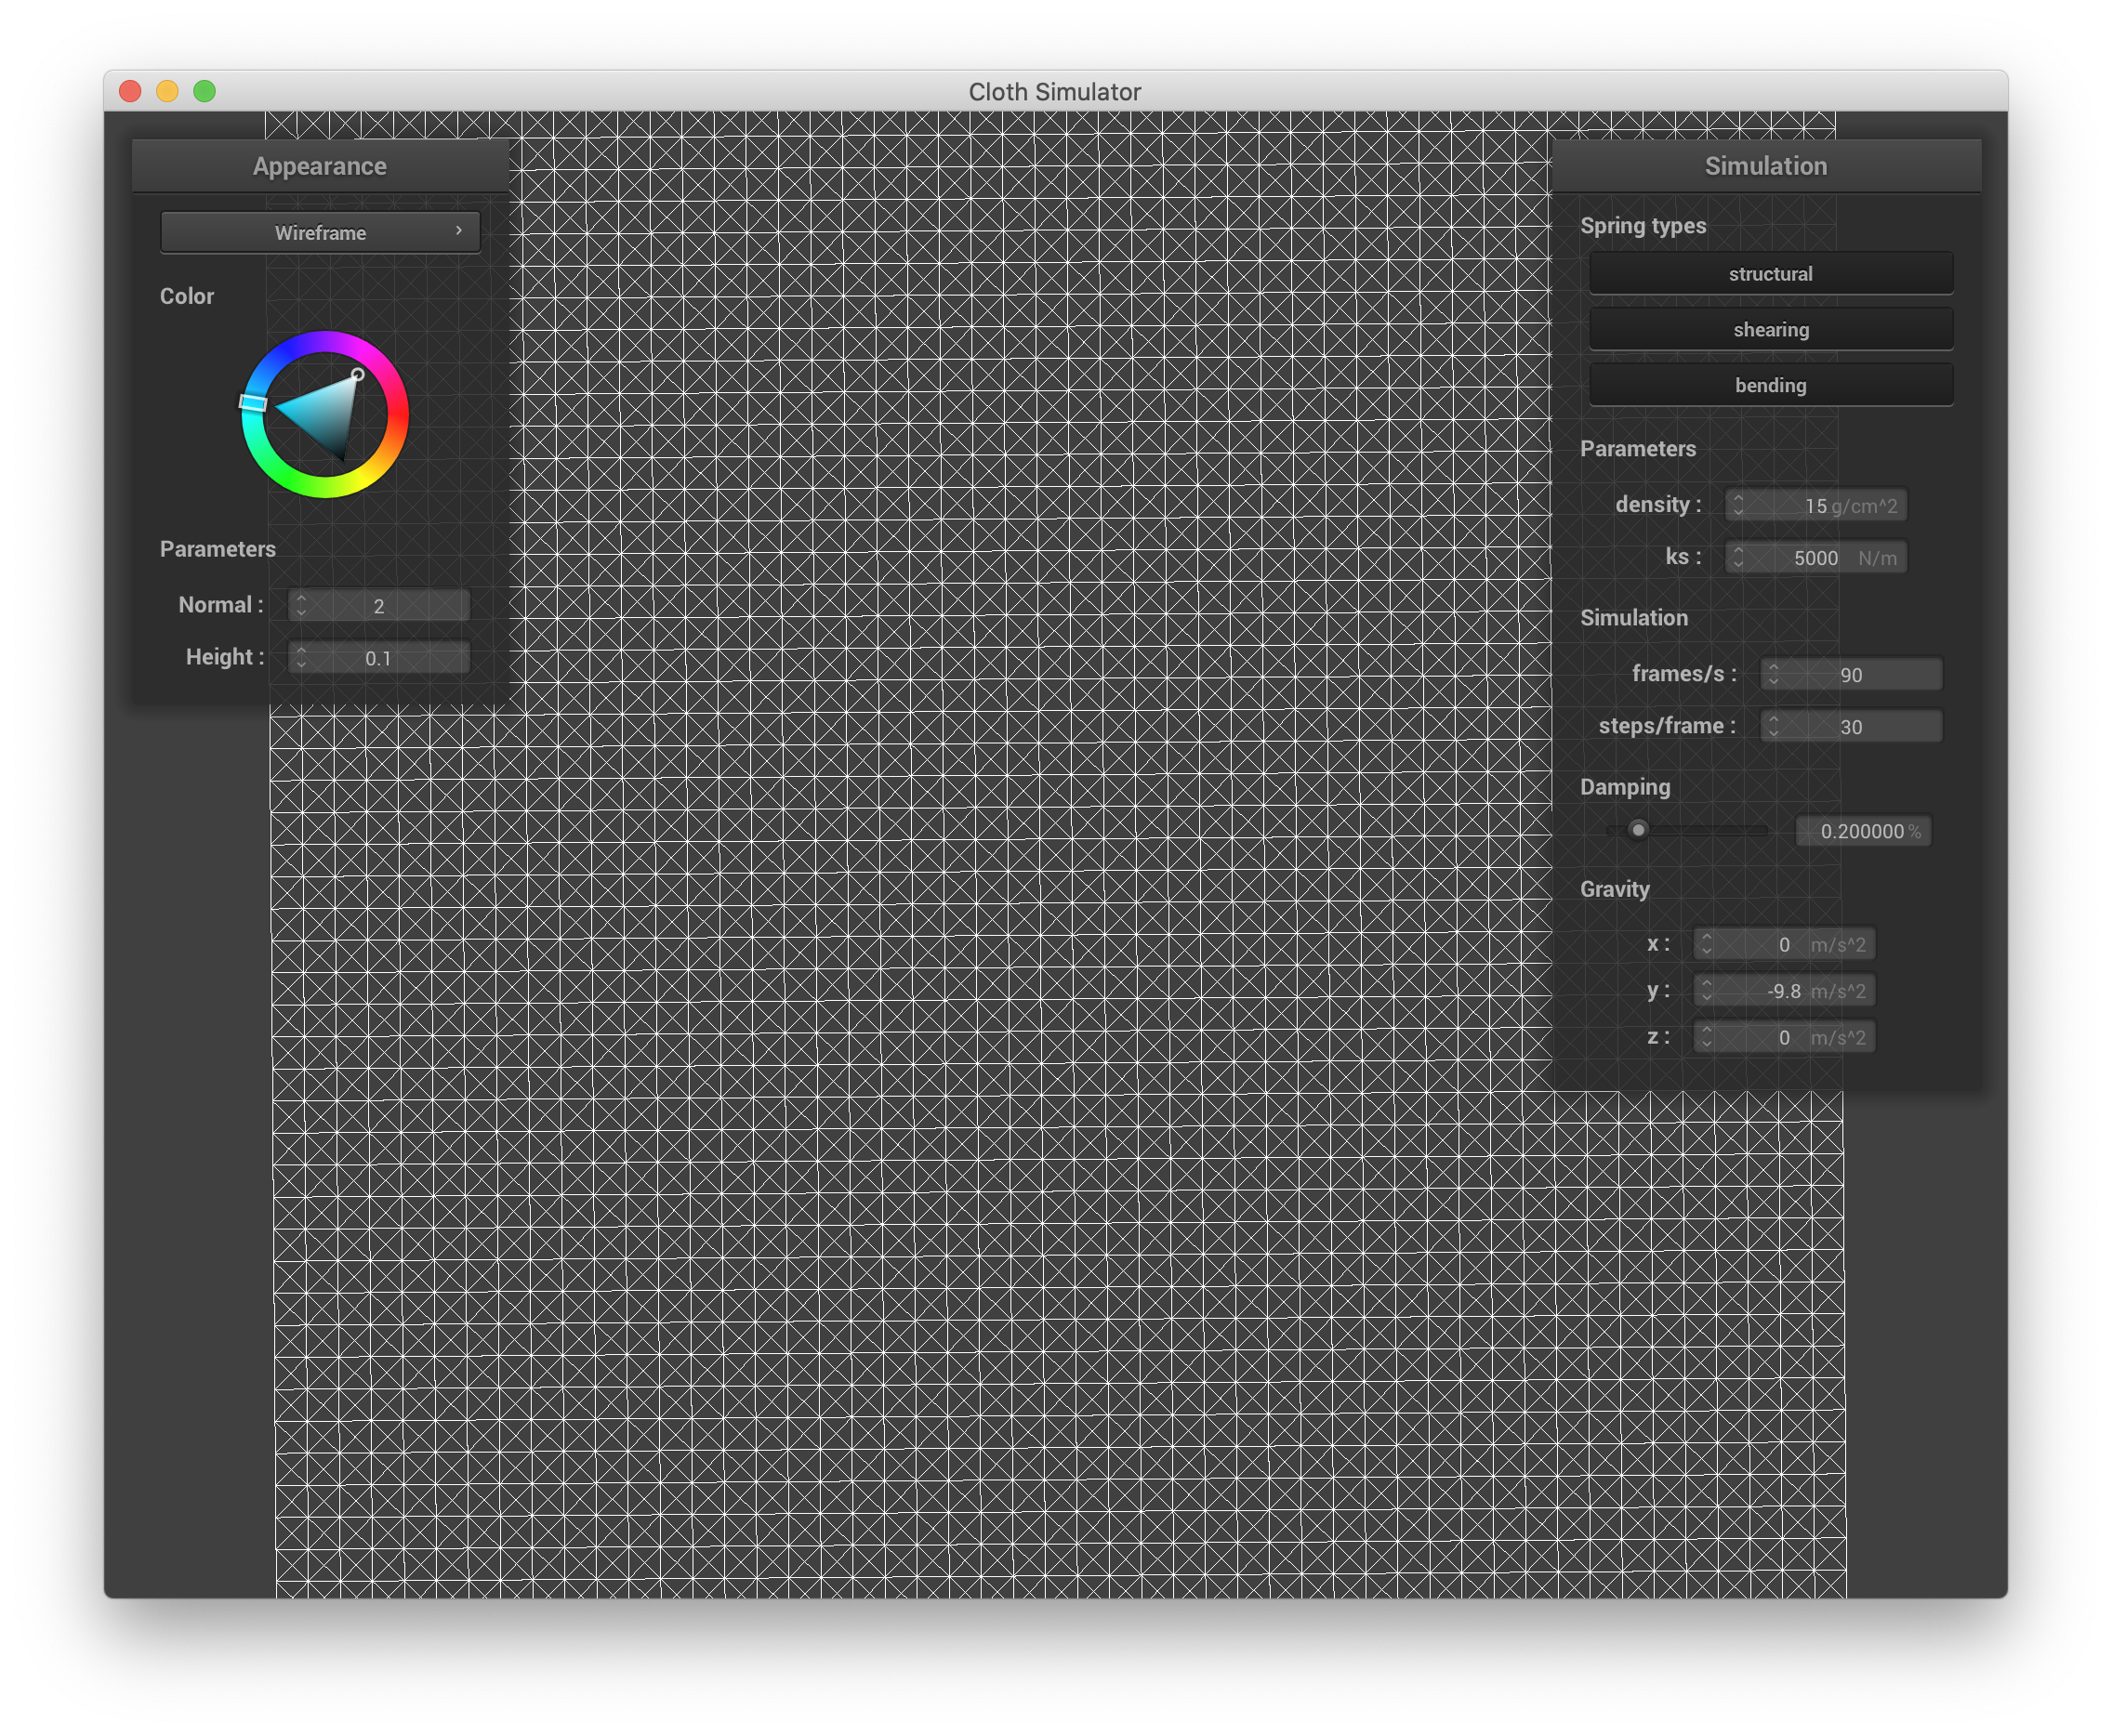 Cloth Simulator
Appearance
Wireframe
Color
Parameters
Normal : 2
Height : 0.1
Simulation
Spring types
structural
shearing
bending
Parameters
density : 15 g/cm^2
ks : 5000 N/m
Simulation
frames/s : 90
steps/frame : 30
Damping
0.200000 %
Gravity
x : 0 m/s^2
y : -9.8 m/s^2
z : 0 m/s^2